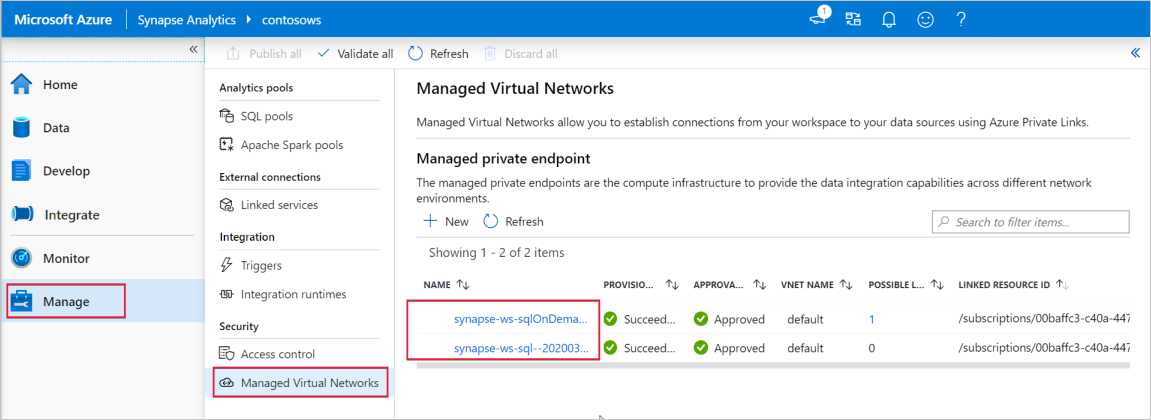 Microsoft Azure Synapse Analytics contosows 1 ?
« Publish all Validate all Refresh Discard all «
Home
Data
Develop
Integrate
Monitor
Manage
Analytics pools
SQL pools
Apache Spark pools
External connections
Linked services
Integration
Triggers
Integration runtimes
Security
Access control
Managed Virtual Networks
Managed Virtual Networks
Managed Virtual Networks allow you to establish connections from your workspace to your data sources using Azure Private Links.
Managed private endpoint
The managed private endpoints are the compute infrastructure to provide the data integration capabilities across different network
environments.
New Refresh Search to filter items...
Showing 1 - 2 of 2 items
NAME PROVISIO... APPROVA... VNET NAME POSSIBLE L... LINKED RESOURCE ID
synapse-ws-sqlOnDema... Succeed... Approved default 1 /subscriptions/00baffc3-c40a-447
synapse-ws-sql--202003... Succeed... Approved default 0 /subscriptions/00baffc3-c40a-447